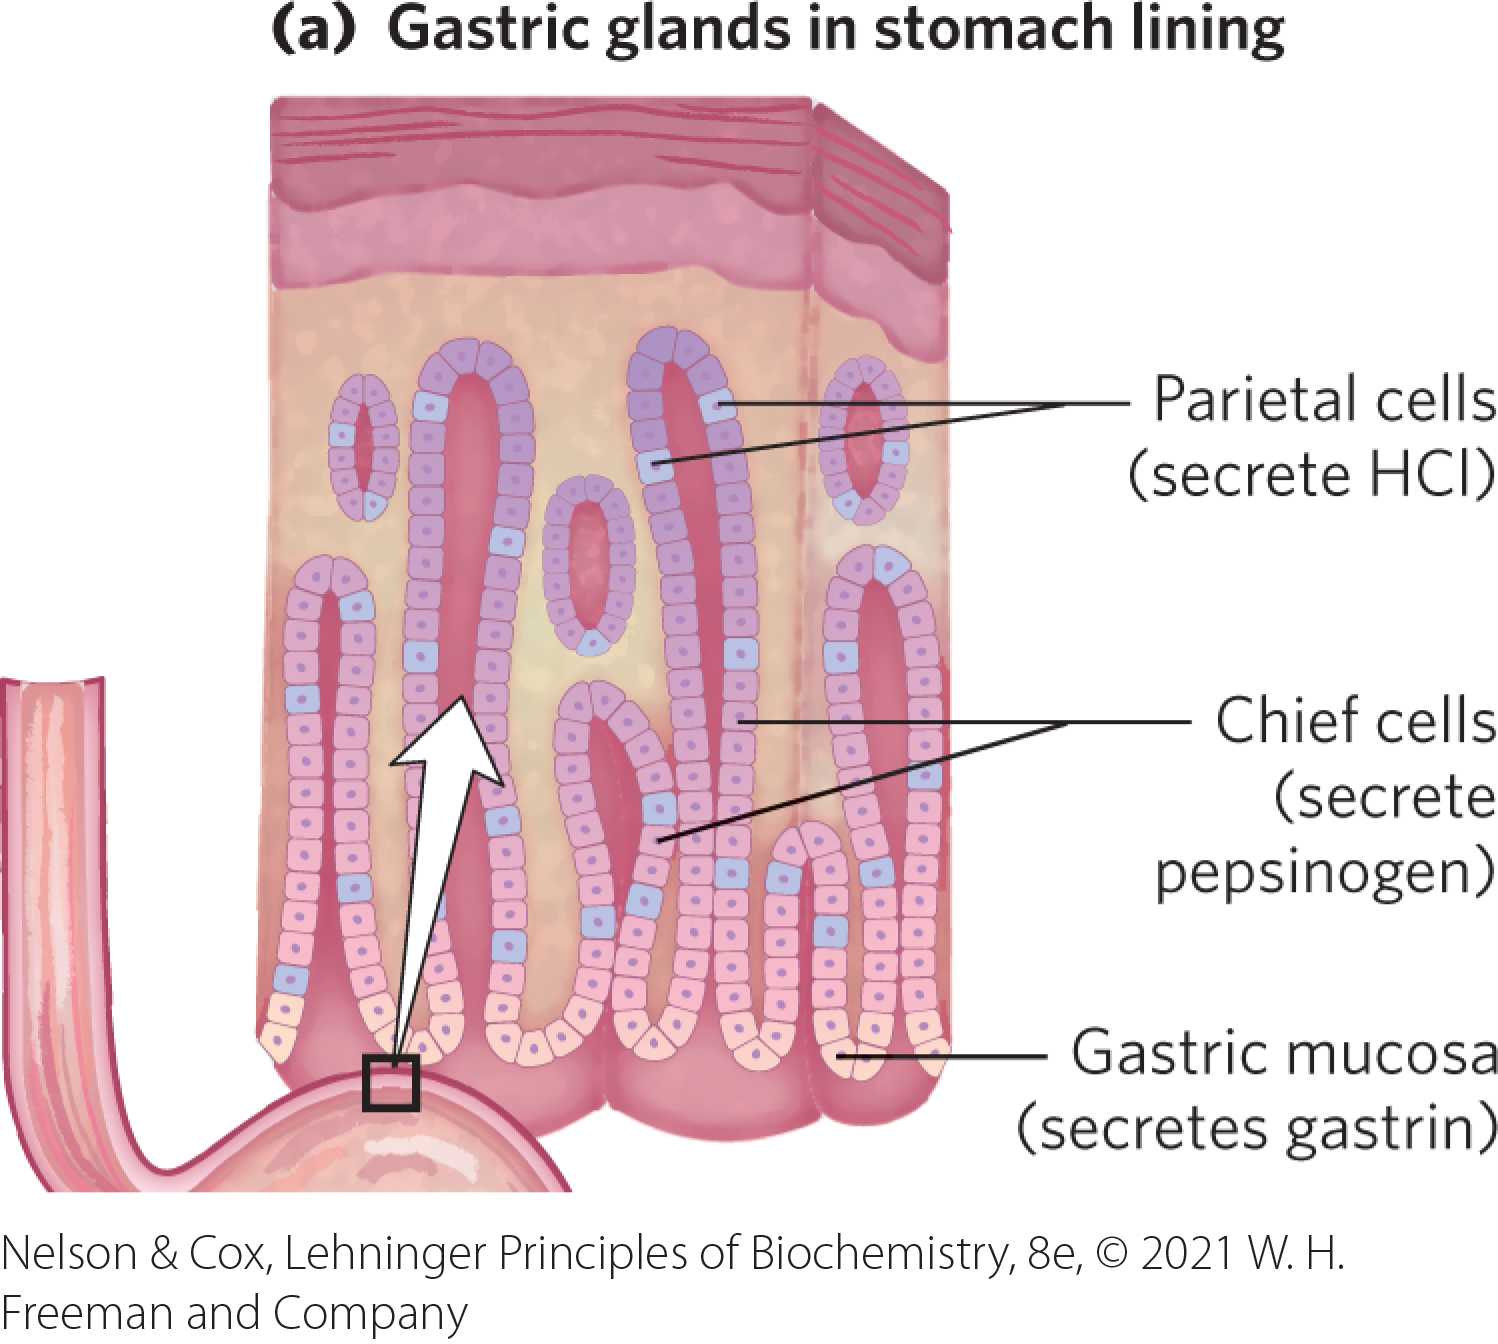 (a) Gastric glands in stomach lining
Parietal cells
(secrete HCl)
Chief cells
(secrete
pepsinogen)
Gastric mucosa
(secretes gastrin)
Nelson & Cox, Lehninger Principles of Biochemistry, 8e, © 2021 W. H.
Freeman and Company